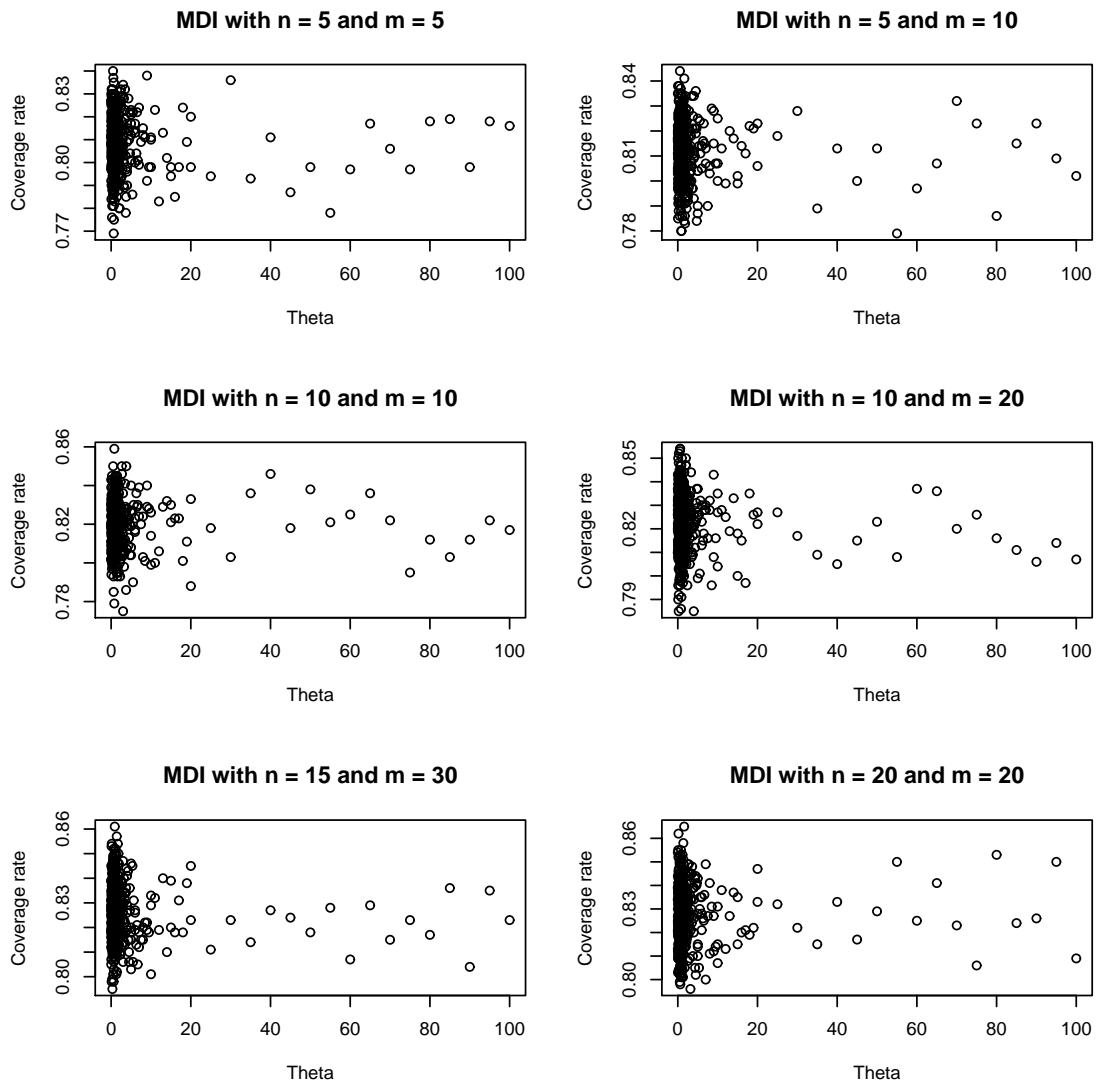 MDI with n = 5 and m = 5
Coverage rate
0.77 0.80 0.83
0 20 40 60 80 100
Theta
MDI with n = 5 and m = 10
Coverage rate
0.78 0.81 0.84
0 20 40 60 80 100
Theta
MDI with n = 10 and m = 10
Coverage rate
0.78 0.82 0.86
0 20 40 60 80 100
Theta
MDI with n = 10 and m = 20
Coverage rate
0.79 0.82 0.85
0 20 40 60 80 100
Theta
MDI with n = 15 and m = 30
Coverage rate
0.80 0.83 0.86
0 20 40 60 80 100
Theta
MDI with n = 20 and m = 20
Coverage rate
0.80 0.83 0.86
0 20 40 60 80 100
Theta